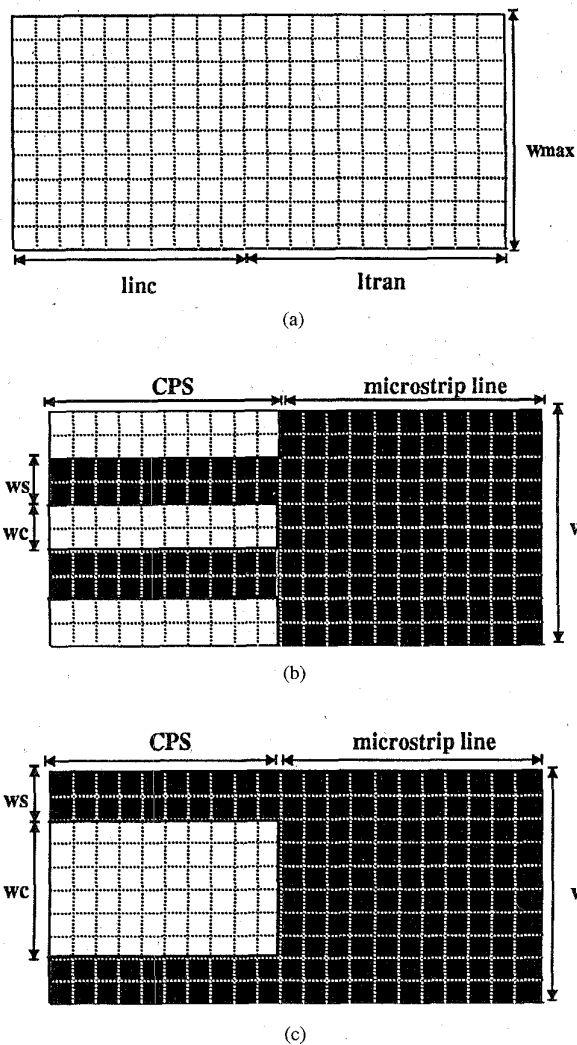 Wmax
linc
ltran
(a)
CPS
microstrip line
ws
wc
w
(b)
CPS
microstrip line
ws
wc
w
(c)